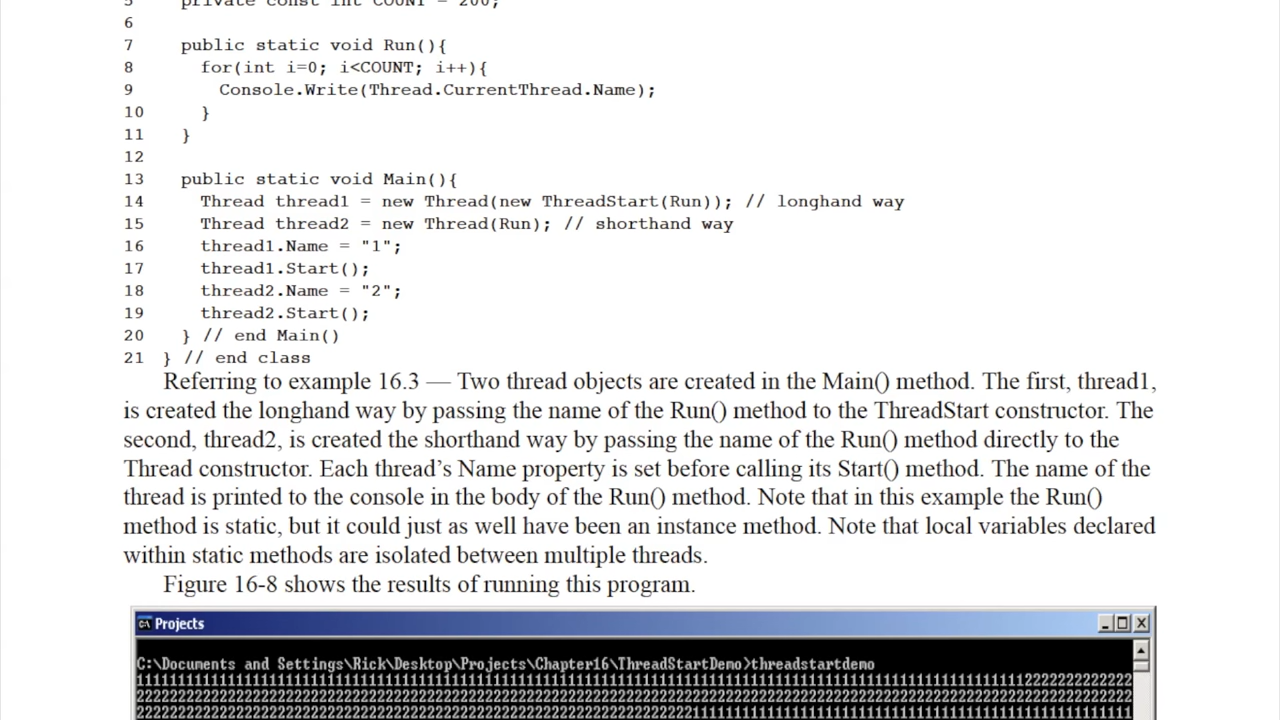 5 private const int COUNT = 200;
6
7 public static void Run(){
8 for(int i=0; i<COUNT; i++){
9 Console.Write(Thread.CurrentThread.Name);
10 }
11 }
12
13 public static void Main(){
14 Thread thread1 = new Thread(new ThreadStart(Run)); // longhand way
15 Thread thread2 = new Thread(Run); // shorthand way
16 thread1.Name = "1";
17 thread1.Start();
18 thread2.Name = "2";
19 thread2.Start();
20 } // end Main()
21 } // end class
Referring to example 16.3 — Two thread objects are created in the Main() method. The first, thread1,
is created the longhand way by passing the name of the Run() method to the ThreadStart constructor. The
second, thread2, is created the shorthand way by passing the name of the Run() method directly to the
Thread constructor. Each thread’s Name property is set before calling its Start() method. The name of the
thread is printed to the console in the body of the Run() method. Note that in this example the Run()
method is static, but it could just as well have been an instance method. Note that local variables declared
within static methods are isolated between multiple threads.
Figure 16-8 shows the results of running this program.
Projects
C:\Documents and Settings\Rick\Desktop\Projects\Chapter16\ThreadStartDemo>threadstartdemo